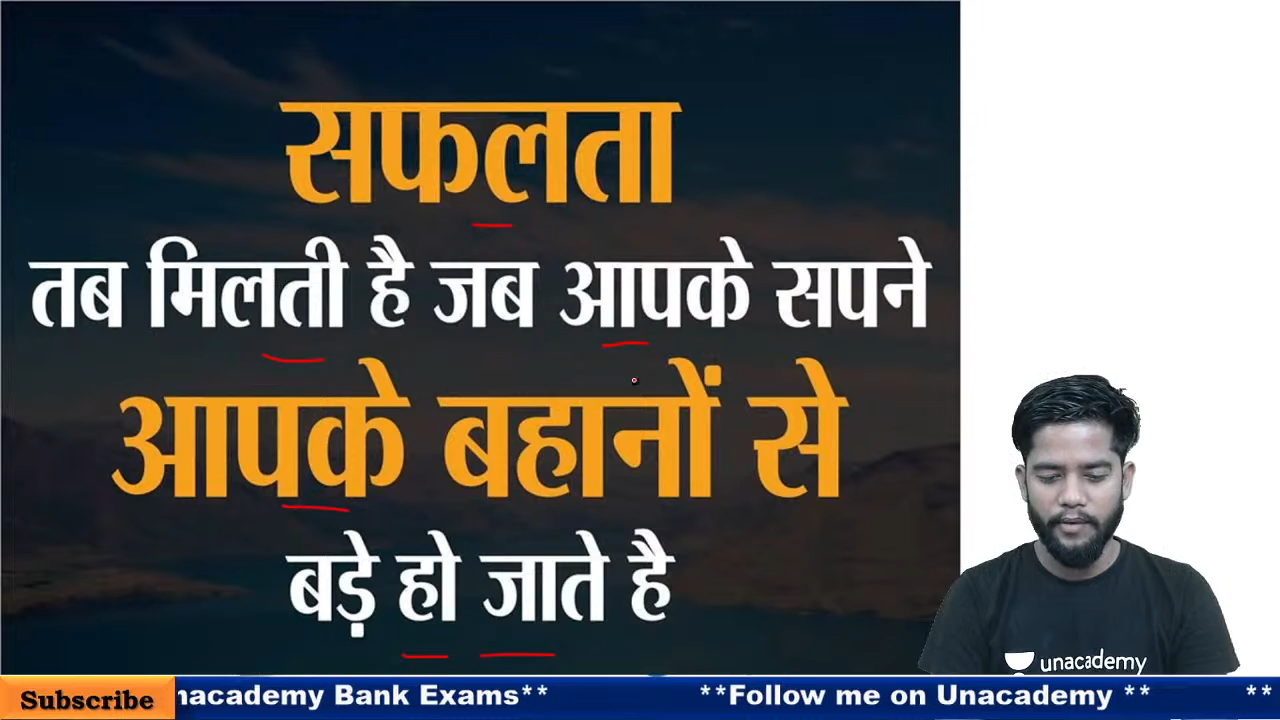 सफलता
तब मिलती है जब आपके सपने
आपके बहानों से
बड़े हो जाते है
unacademy
Subscribe
nacademy Bank Exams** **Follow me on Unacademy ** **